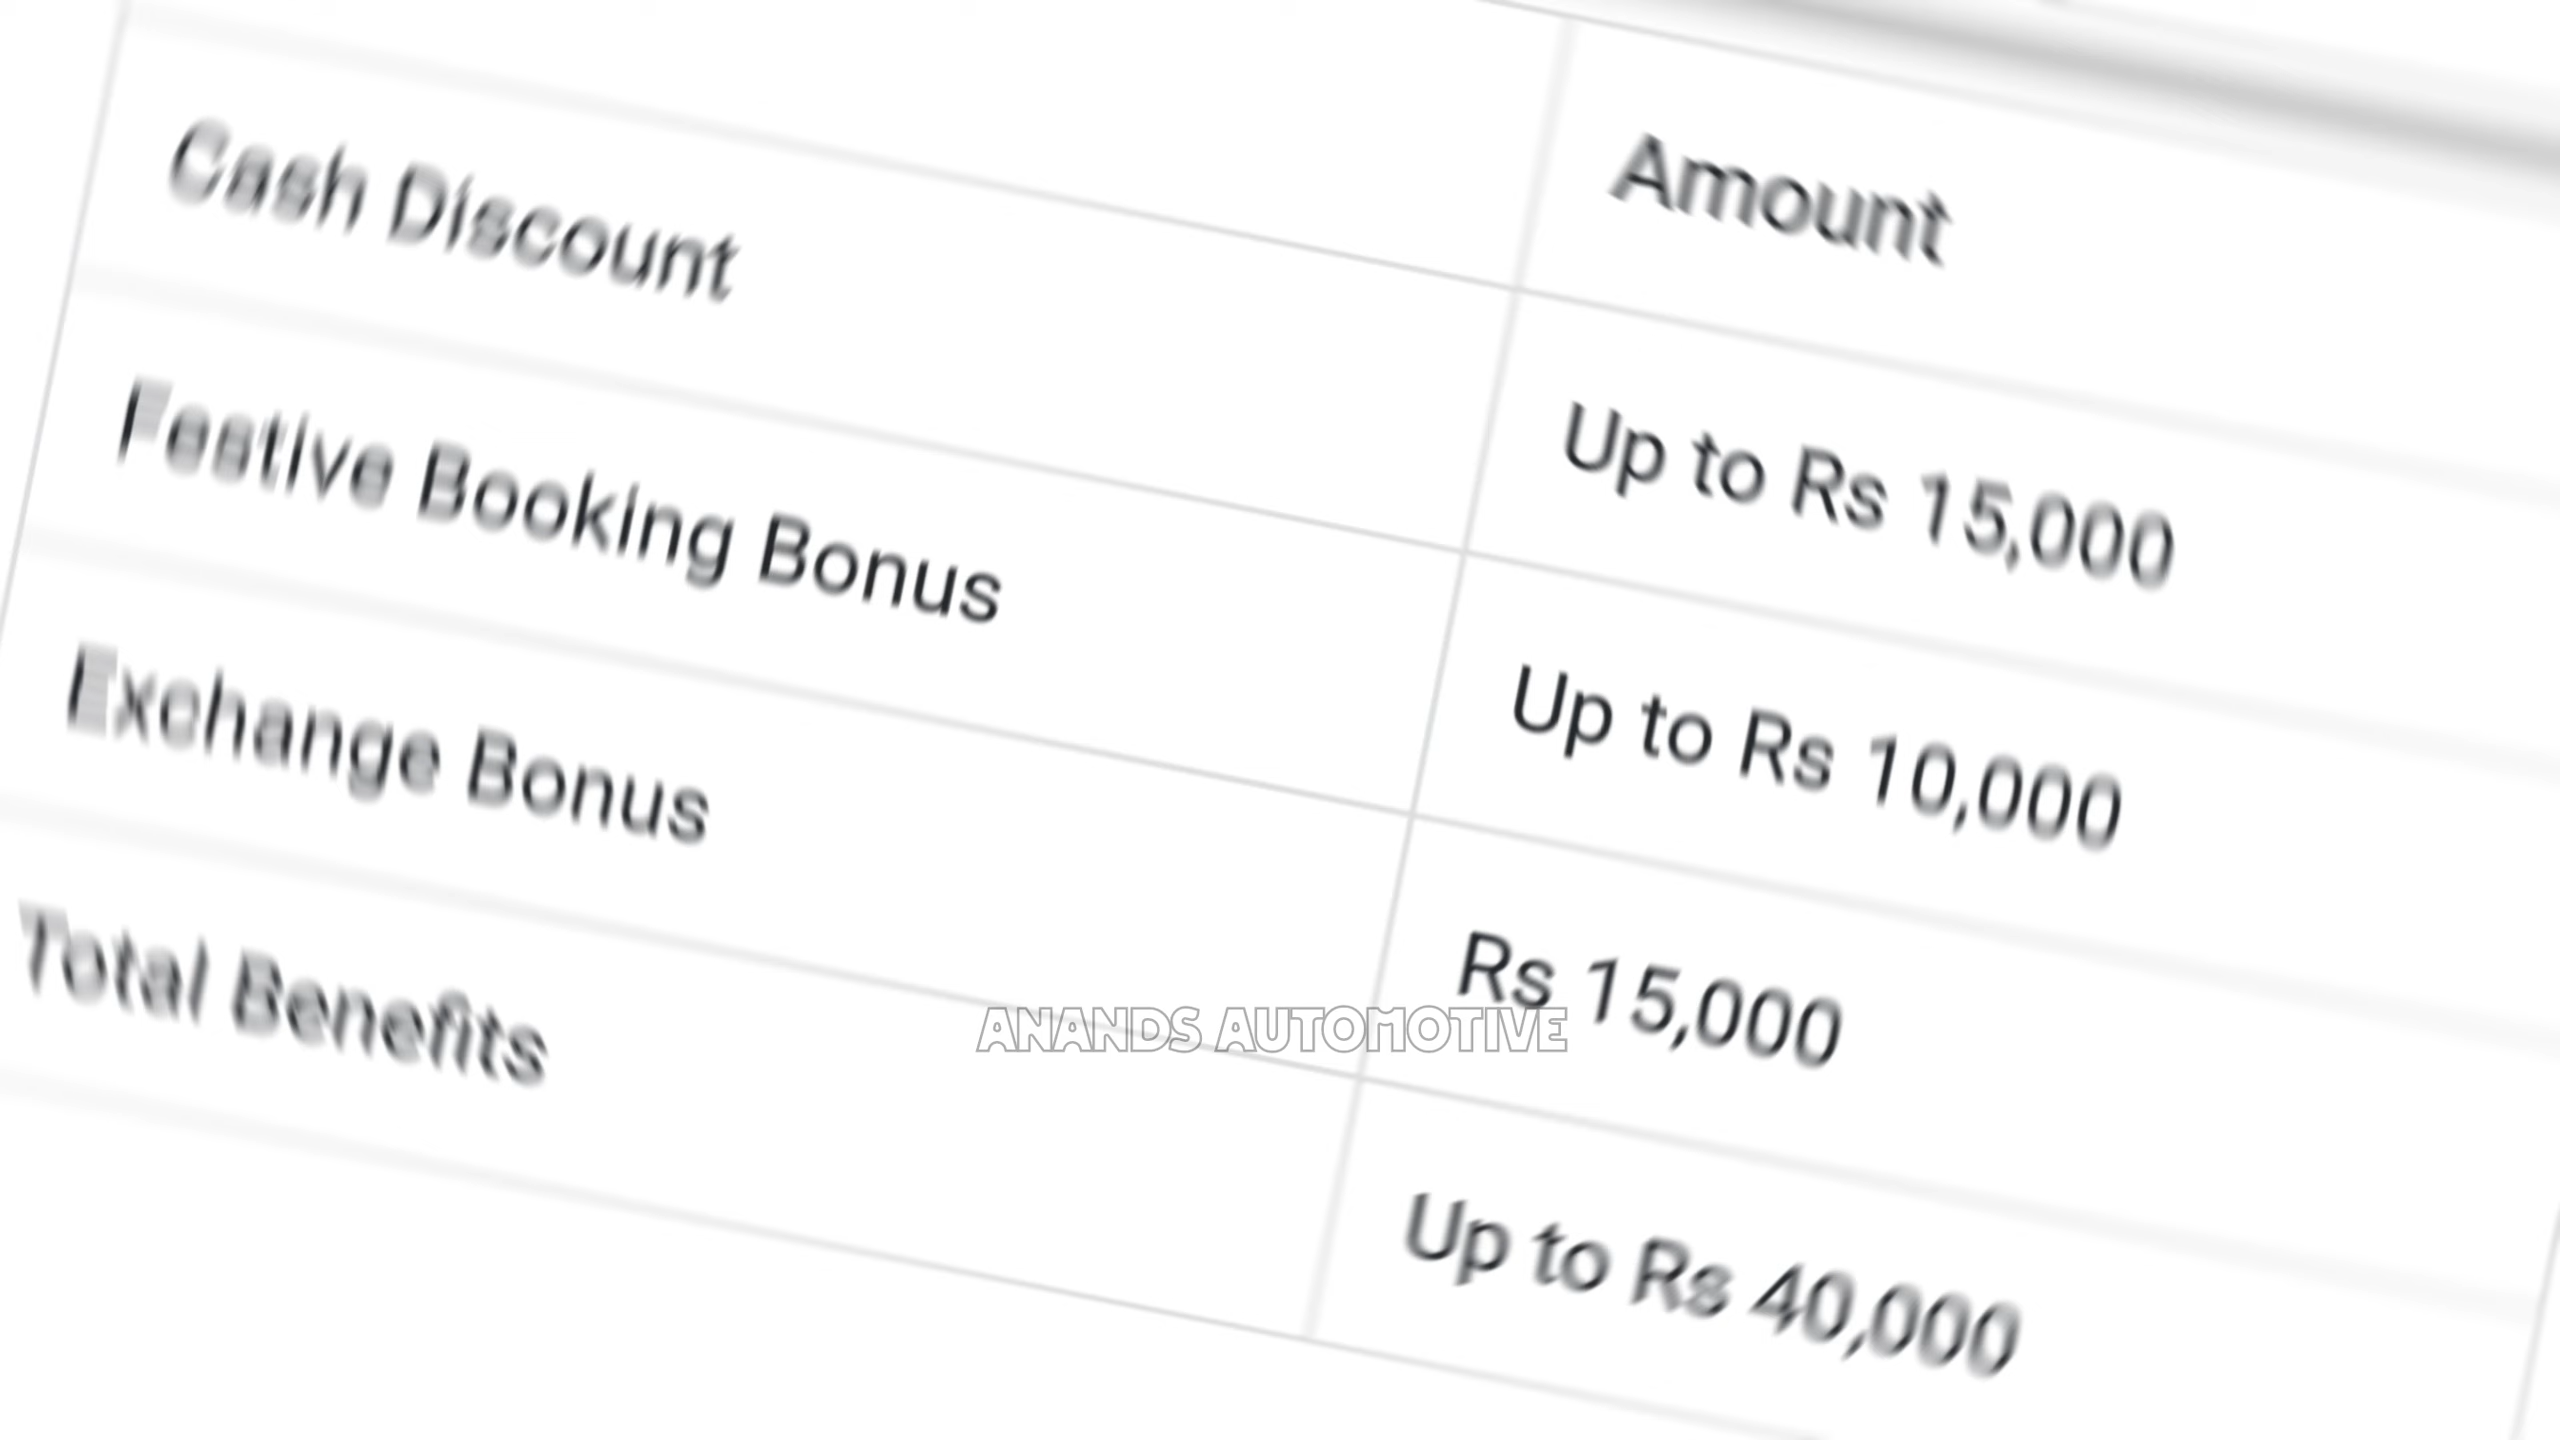 Amount
Cash Discount
Up to Rs 15,000
Festive Booking Bonus
Up to Rs 10,000
Exchange Bonus
Rs 15,000
Total Benefits
Up to Rs 40,000
ANANDS AUTOMOTIVE